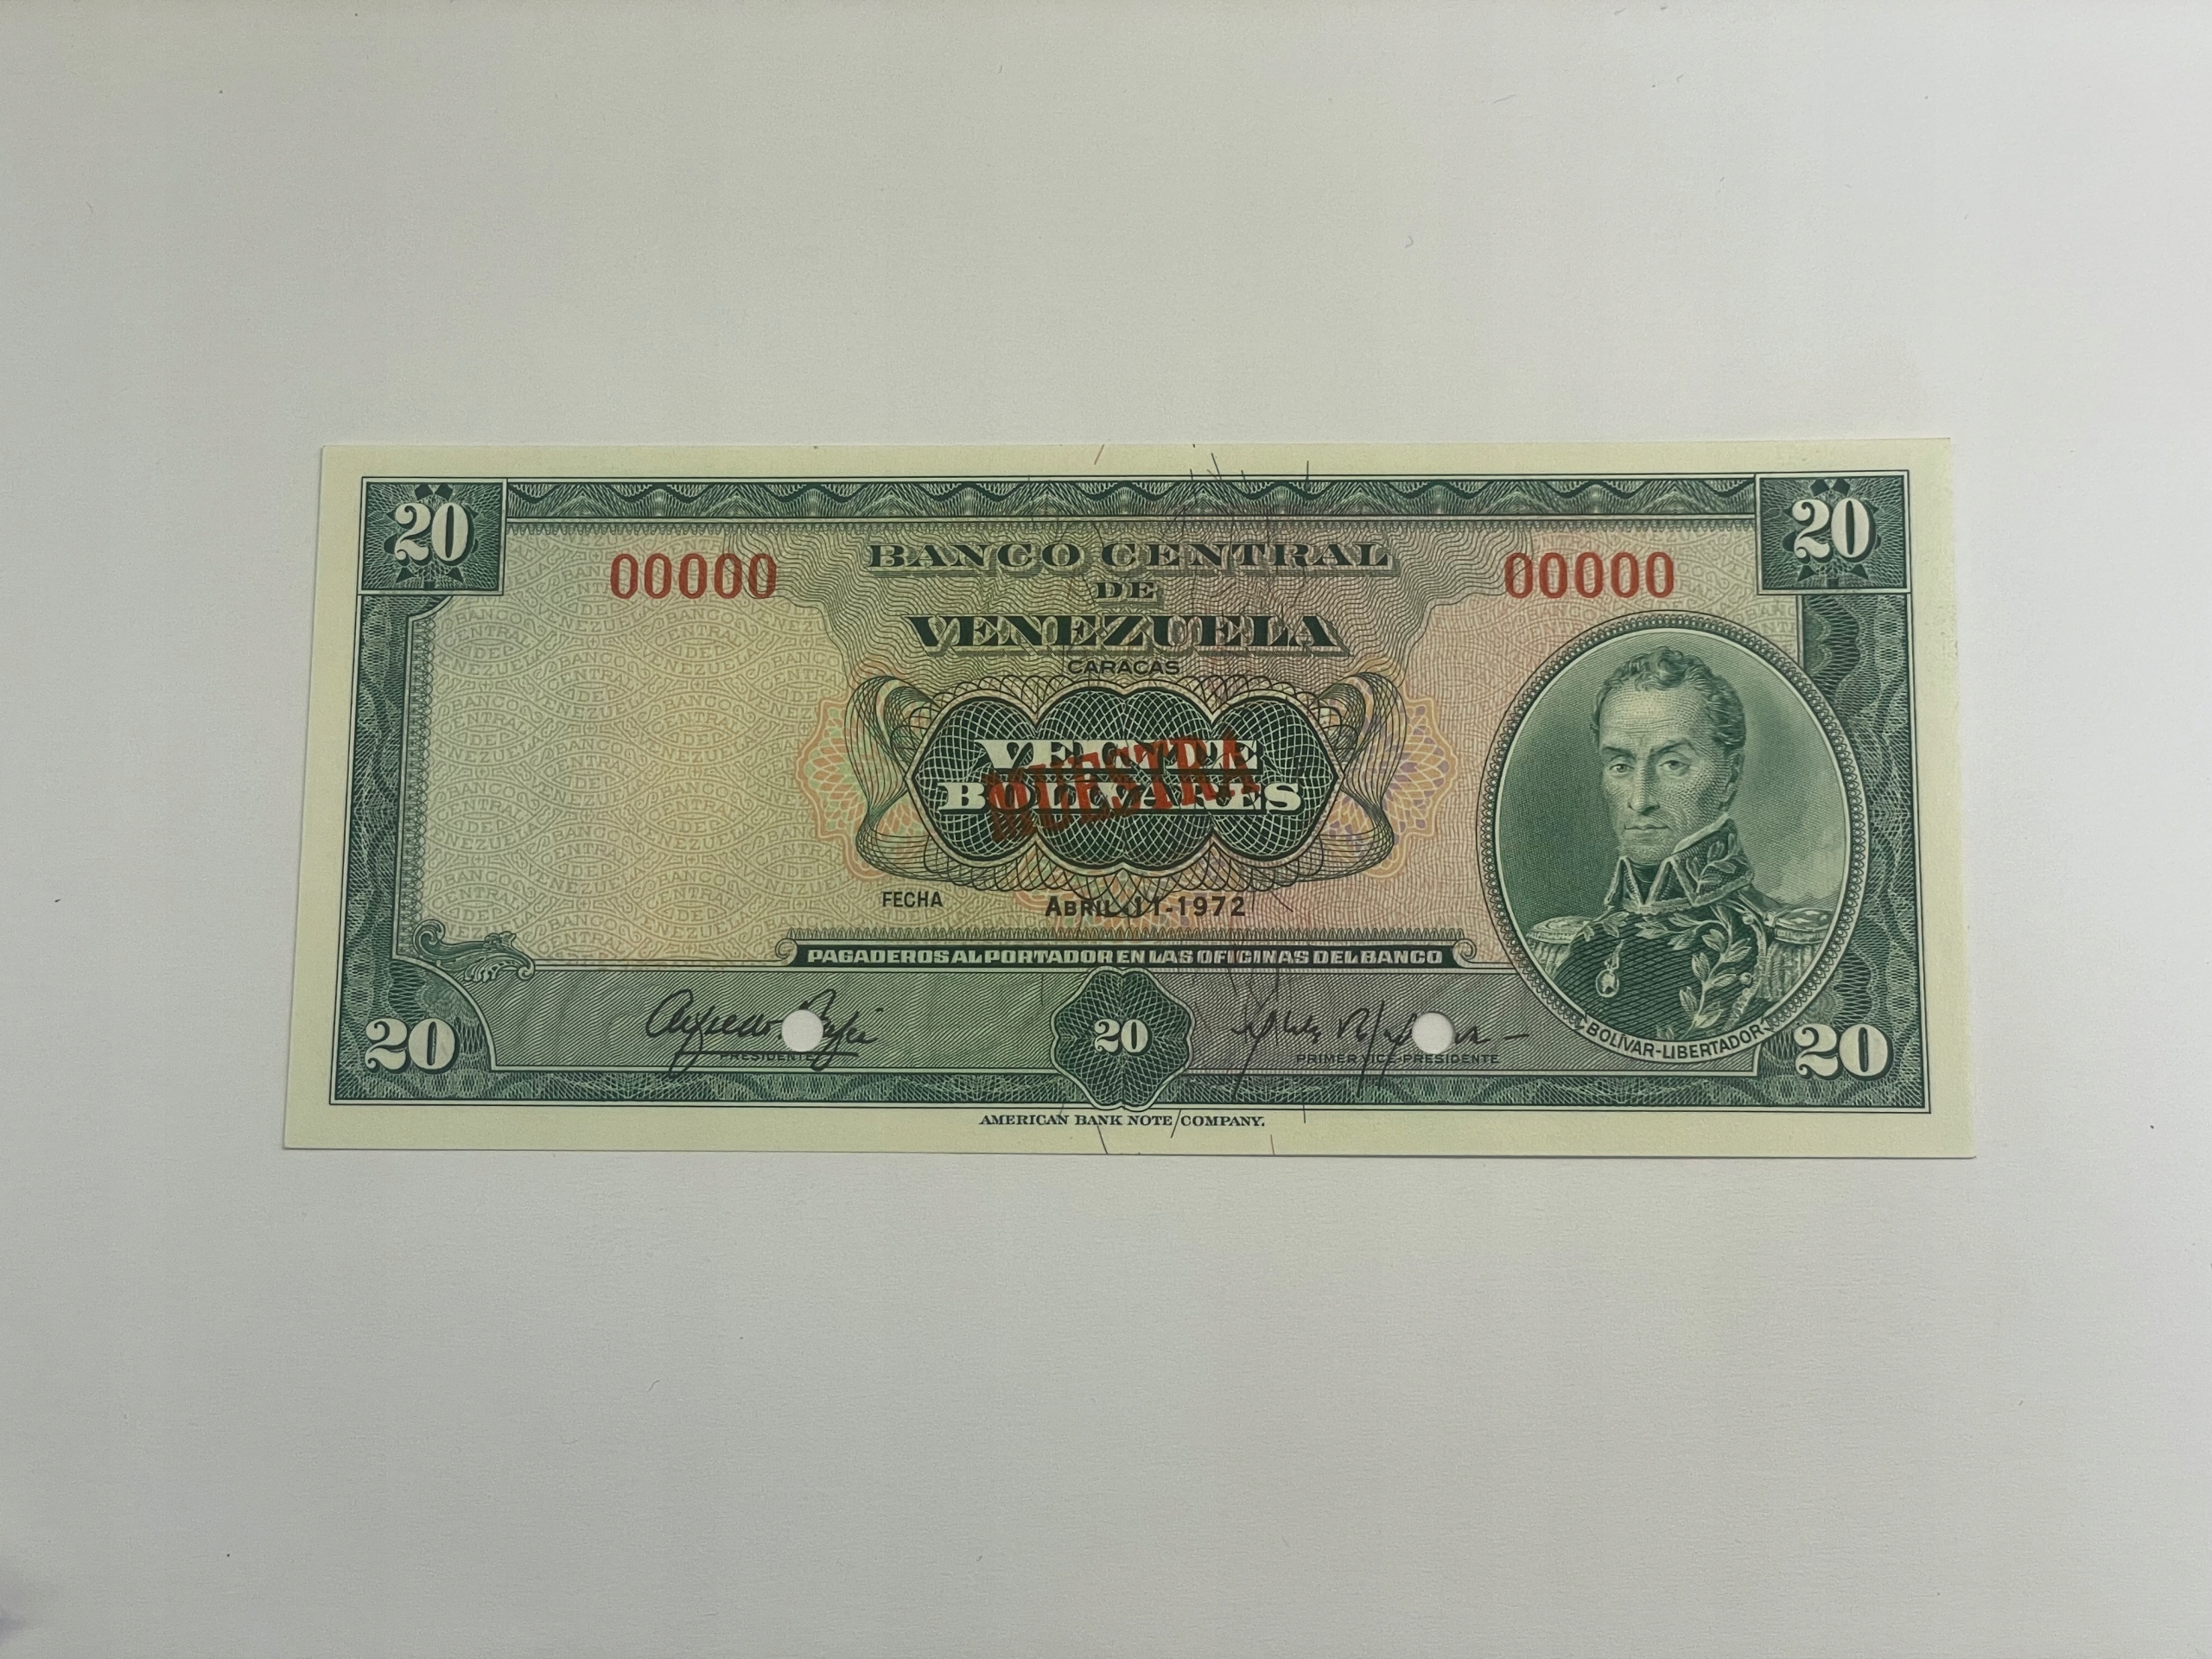 20 20
00000 BANCO CENTRAL 00000
DE
VENEZUELA
CARACAS
VEINTE
MUESTRA
BOLIVARES
FECHA ABRIL 11-1972
PAGADEROS AL PORTADOR EN LAS OFICINAS DEL BANCO
20 PRESIDENTE 20 PRIMER VICE-PRESIDENTE BOLÍVAR-LIBERTADOR 20
AMERICAN BANK NOTE COMPANY.